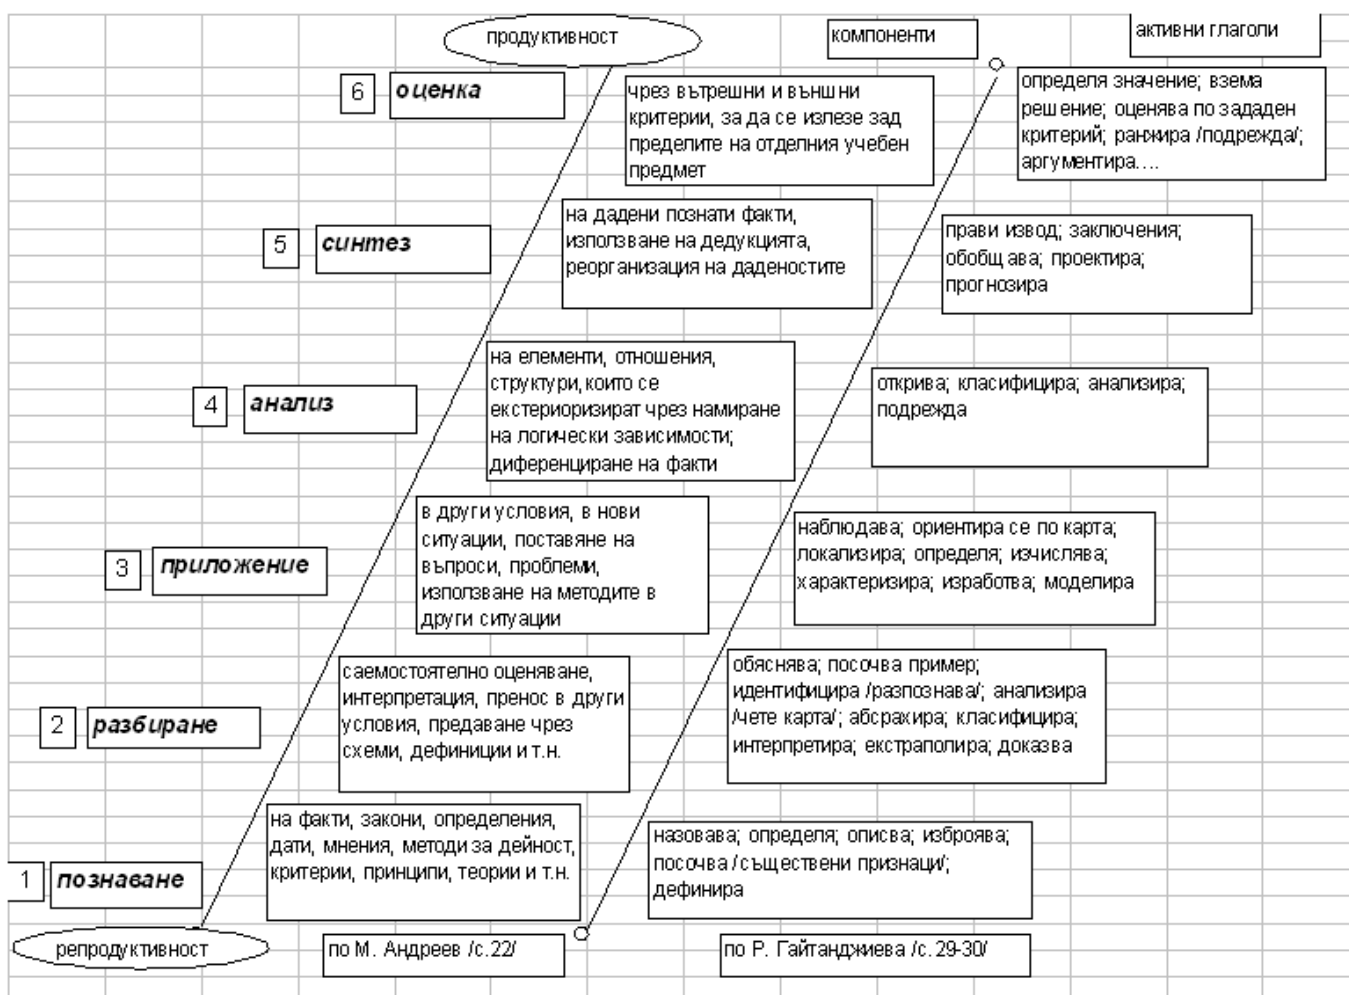 продуктивност
компоненти
активни глаголи
6
оценка
чрез вътрешни и външни
критерии, за да се излезе зад
пределите на отделния учебен
предмет
определя значение; взема
решение; оценява по зададен
критерий; ранжира /подрежда/;
аргументира....
5
синтез
на дадени познати факти,
използване на дедукцията,
реорганизация на даденостите
прави извод; заключения;
обобщава; проектира;
прогнозира
4
анализ
на елементи, отношения,
структури, които се
екстериоризират чрез намиране
на логически зависимости;
диференциране на факти
открива; класифицира; анализира;
подрежда
3
приложение
в други условия, в нови
ситуации, поставяне на
въпроси, проблеми,
използване на методите в
други ситуации
наблюдава; ориентира се по карта;
локализира; определя; изчислява;
характеризира; изработва; моделира
2
разбиране
саемостоятелно оценяване,
интерпретация, пренос в други
условия, предаване чрез
схеми, дефиниции и т.н.
обяснява; посочва пример;
идентифицира /разпознава/; анализира
/чете карта/; абсрахира; класифицира;
интерпретира; екстраполира; доказва
1
познаване
на факти, закони, определения,
дати, мнения, методи за дейност,
критерии, принципи, теории и т.н.
назовава; определя; описва; изброява;
посочва /съществени признаци/;
дефинира
репродуктивност
по М. Андреев /с.22/
по Р. Гайтанджиева /с.29-30/